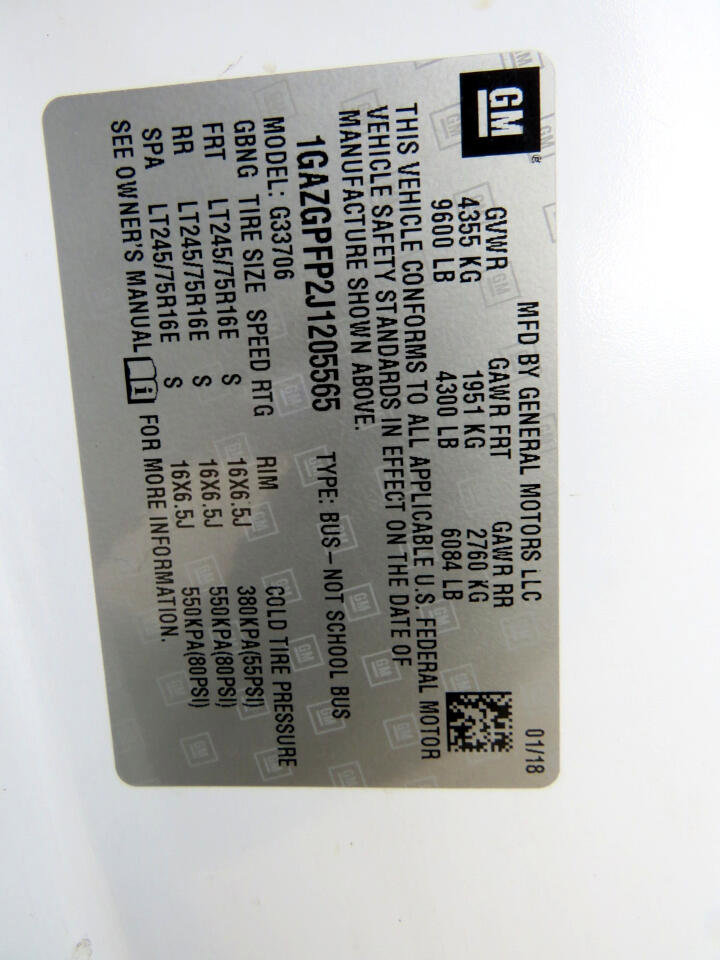 GM
MFD BY GENERAL MOTORS LLC 01/18
GVWR GAWR FRT GAWR RR
4355 KG 1951 KG 2760 KG
9600 LB 4300 LB 6084 LB
THIS VEHICLE CONFORMS TO ALL APPLICABLE U.S. FEDERAL MOTOR
VEHICLE SAFETY STANDARDS IN EFFECT ON THE DATE OF
MANUFACTURE SHOWN ABOVE.
1GAZGPFP2J1205565 TYPE: BUS–NOT SCHOOL BUS
MODEL: G33706
GBNG TIRE SIZE SPEED RTG RIM COLD TIRE PRESSURE
FRT LT245/75R16E S 16X6.5J 380KPA(55PSI)
RR LT245/75R16E S 16X6.5J 550KPA(80PSI)
SPA LT245/75R16E S 16X6.5J 550KPA(80PSI)
SEE OWNER'S MANUAL i FOR MORE INFORMATION.